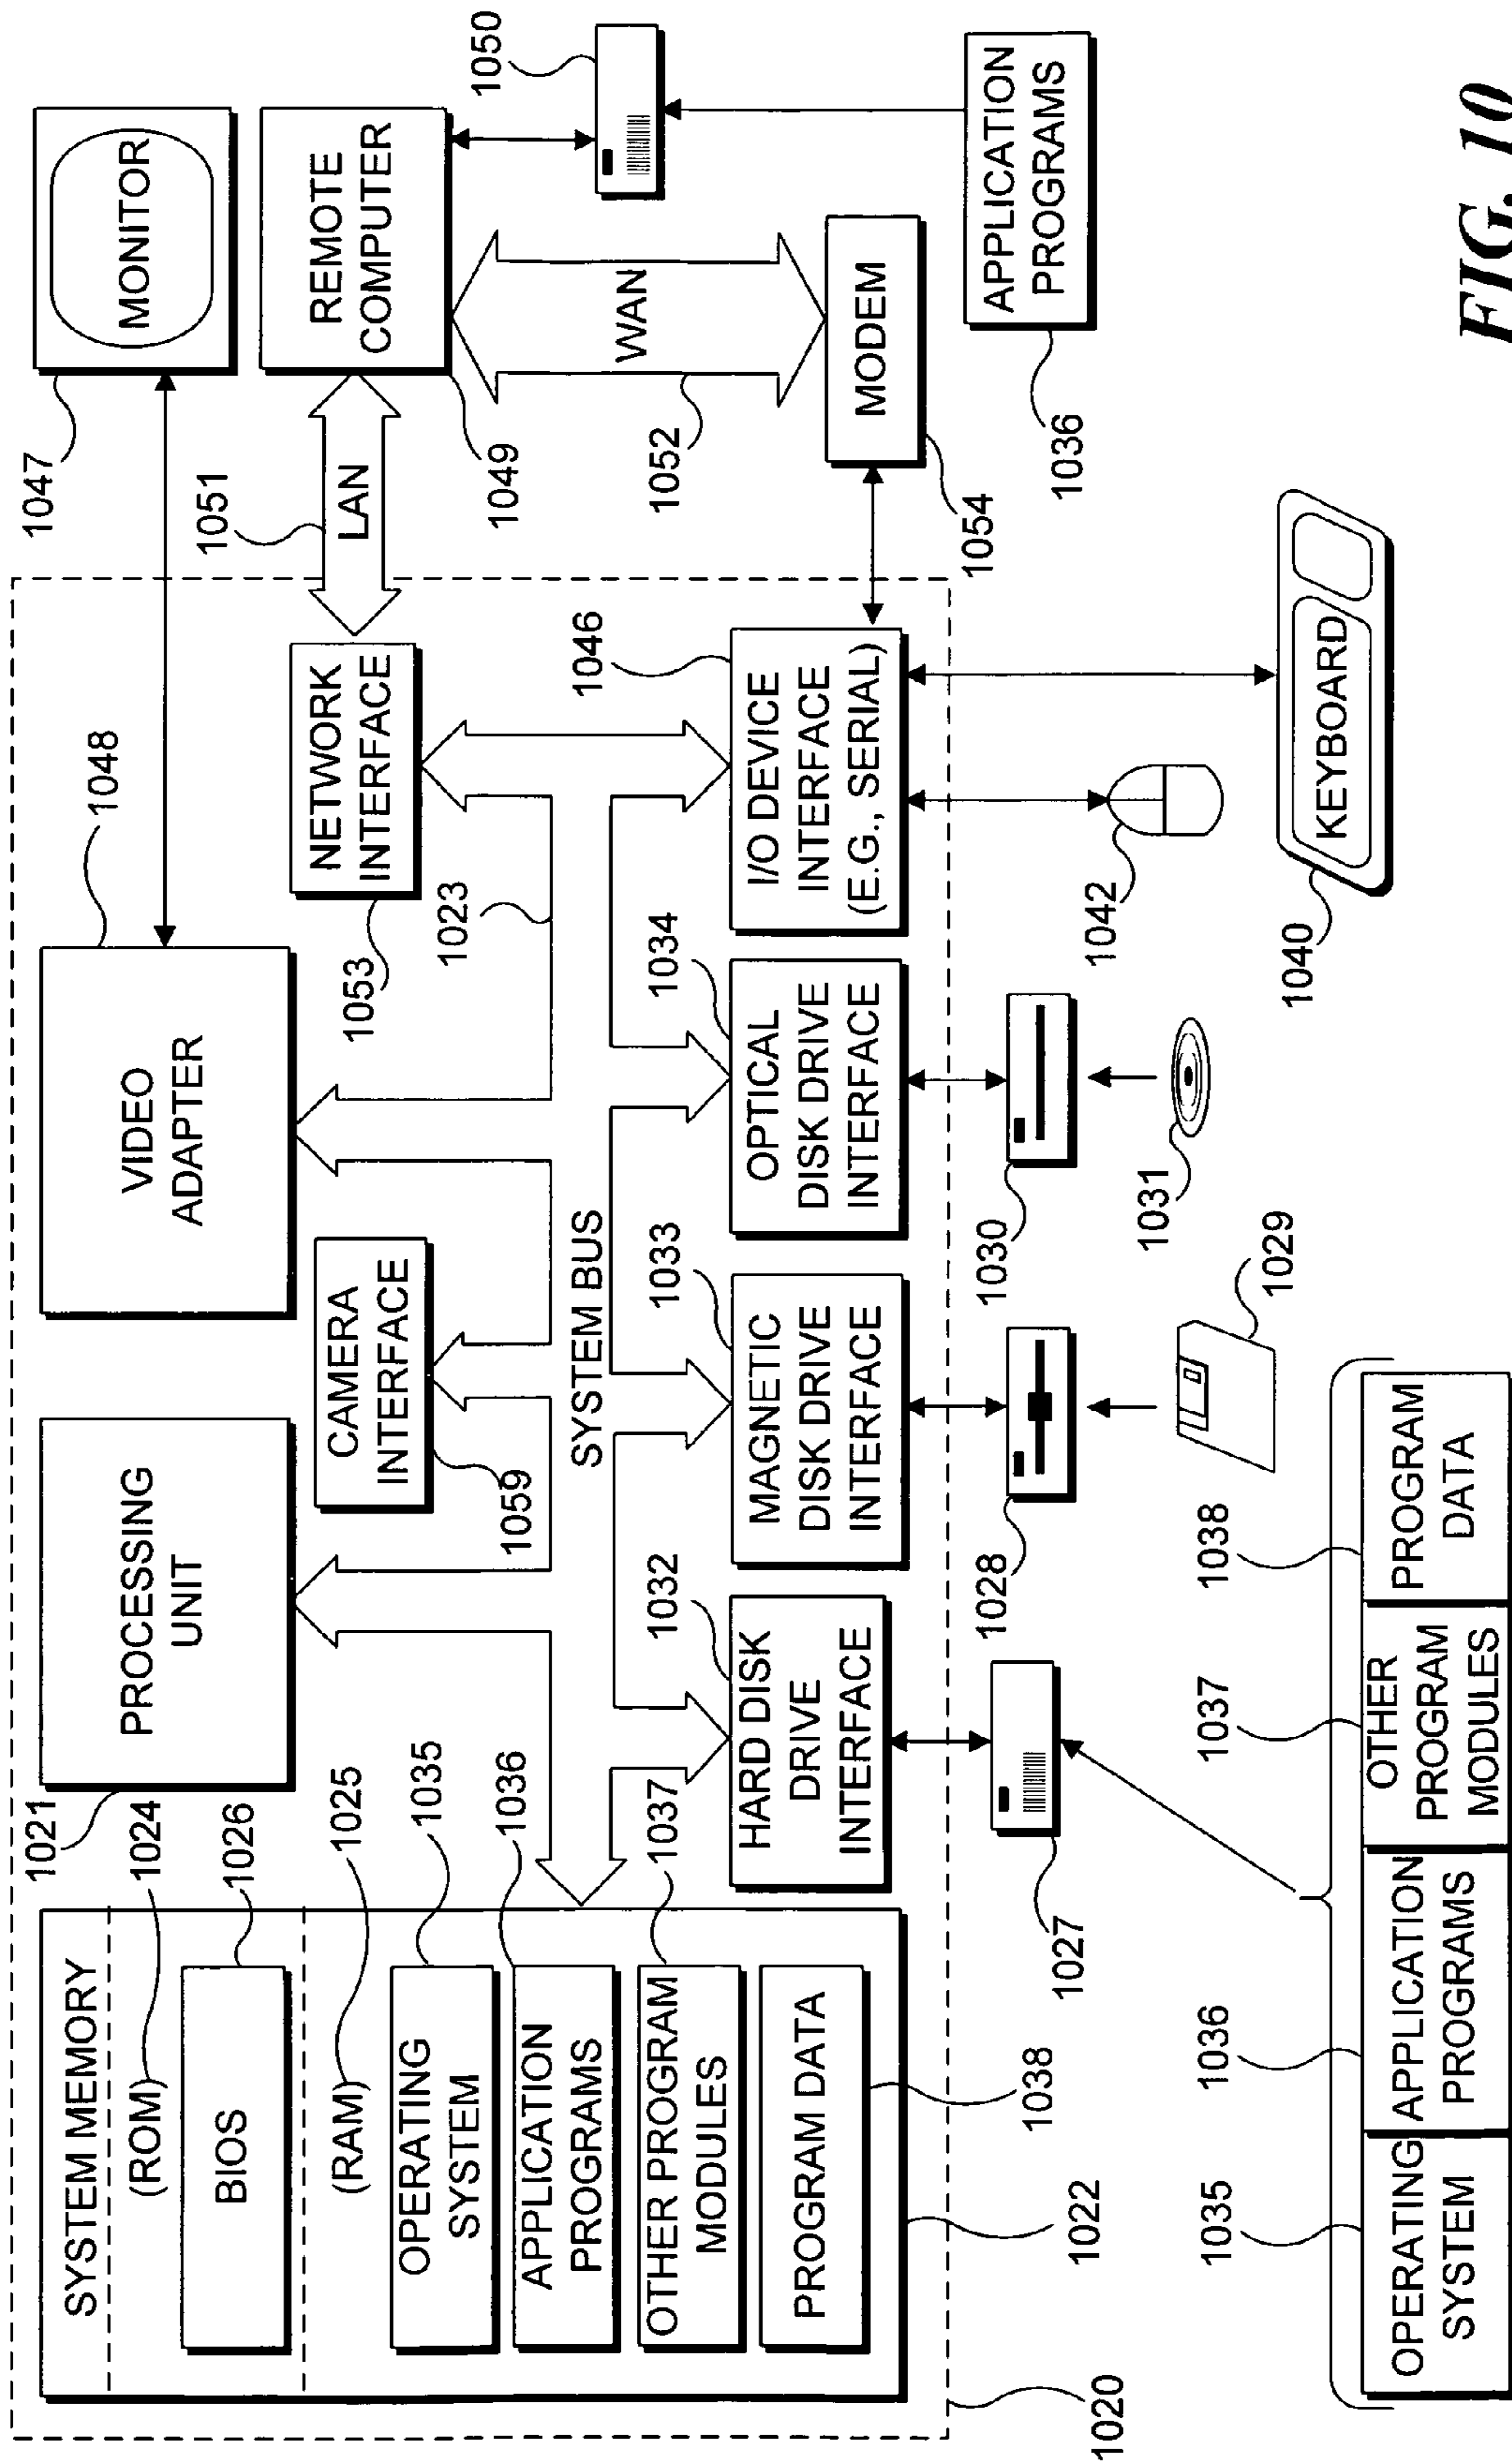 1020
SYSTEM MEMORY
(ROM)
1024
BIOS
1026
(RAM)
1025
OPERATING
SYSTEM
1035
APPLICATION
PROGRAMS
1036
OTHER PROGRAM
MODULES
1037
PROGRAM DATA
1038
1022
PROCESSING
UNIT
1021
CAMERA
INTERFACE
1059
VIDEO
ADAPTER
1048
NETWORK
INTERFACE
1053
1023
SYSTEM BUS
HARD DISK
DRIVE
INTERFACE
1032
MAGNETIC
DISK DRIVE
INTERFACE
1033
OPTICAL
DISK DRIVE
INTERFACE
1034
I/O DEVICE
INTERFACE
(E.G., SERIAL)
1046
1047
MONITOR
1051
LAN
REMOTE
COMPUTER
1049
1050
WAN
1052
MODEM
1054
APPLICATION
PROGRAMS
1036
1027
1028
1029
1030
1031
1042
KEYBOARD
1040
1035
1036
1037
1038
OPERATING
SYSTEM
APPLICATION
PROGRAMS
OTHER
PROGRAM
MODULES
PROGRAM
DATA
FIG. 10